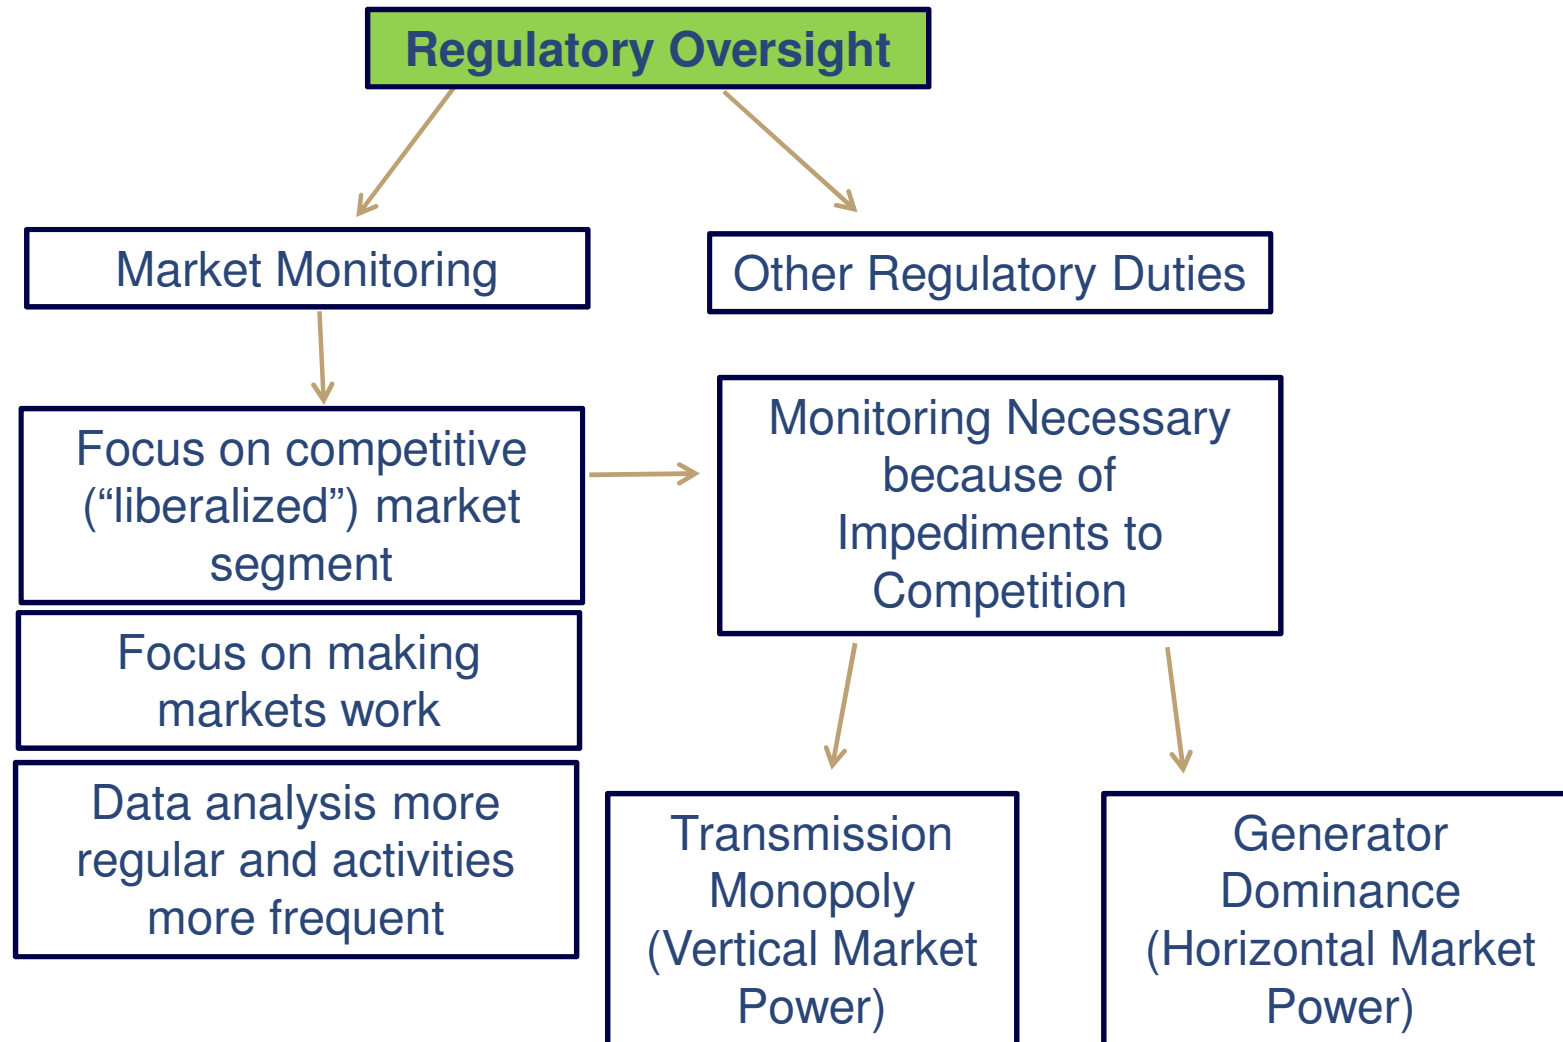 Regulatory Oversight
Market Monitoring
Other Regulatory Duties
Focus on competitive
(“liberalized”) market
segment
Monitoring Necessary
because of
Impediments to
Competition
Focus on making
markets work
Data analysis more
regular and activities
more frequent
Transmission
Monopoly
(Vertical Market
Power)
Generator
Dominance
(Horizontal Market
Power)